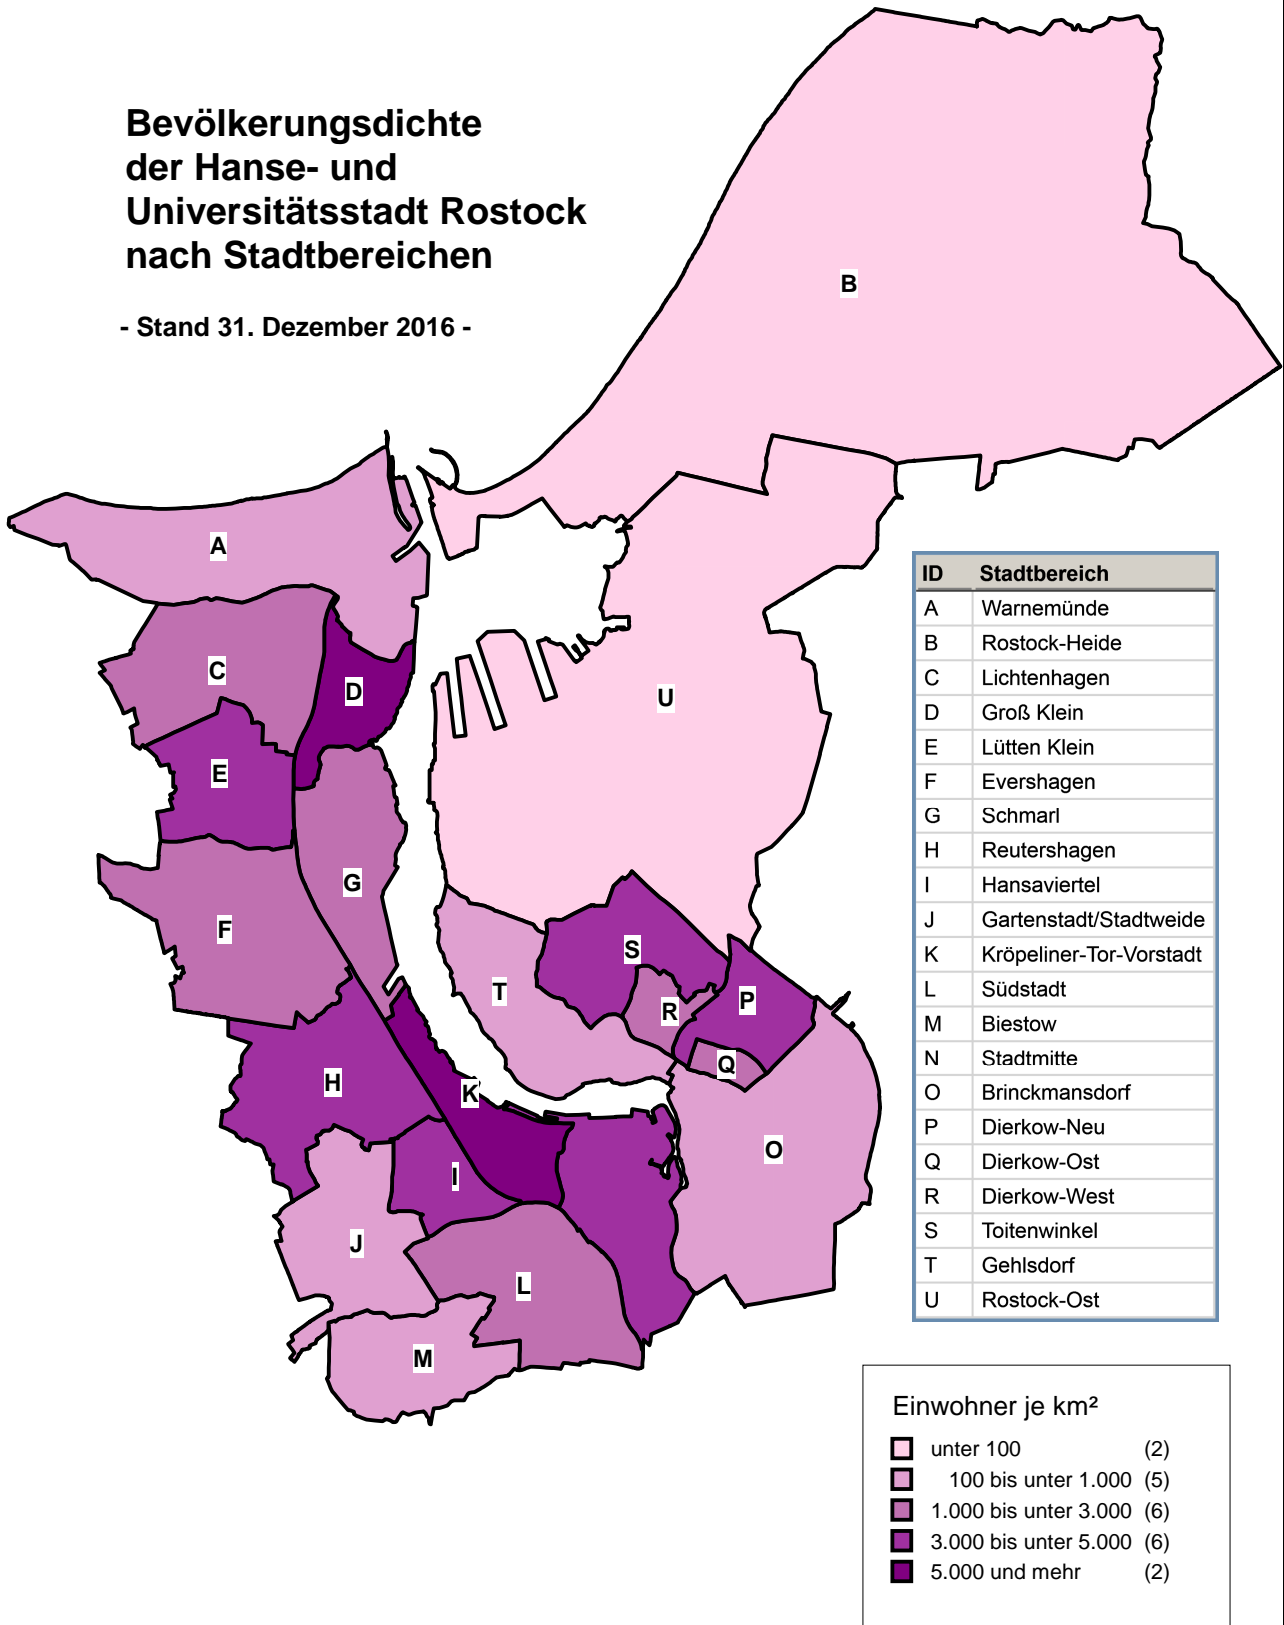 Bevölkerungsdichte
der Hanse- und
Universitätsstadt Rostock
nach Stadtbereichen
- Stand 31. Dezember 2016 -
B
A
C
D
U
E
G
F
S
T
P
R
Q
H
K
O
I
J
L
M
ID Stadtbereich
A Warnemünde
B Rostock-Heide
C Lichtenhagen
D Groß Klein
E Lütten Klein
F Evershagen
G Schmarl
H Reutershagen
I Hansaviertel
J Gartenstadt/Stadtweide
K Kröpeliner-Tor-Vorstadt
L Südstadt
M Biestow
N Stadtmitte
O Brinckmansdorf
P Dierkow-Neu
Q Dierkow-Ost
R Dierkow-West
S Toitenwinkel
T Gehlsdorf
U Rostock-Ost
Einwohner je km²
unter 100 (2)
100 bis unter 1.000 (5)
1.000 bis unter 3.000 (6)
3.000 bis unter 5.000 (6)
5.000 und mehr (2)